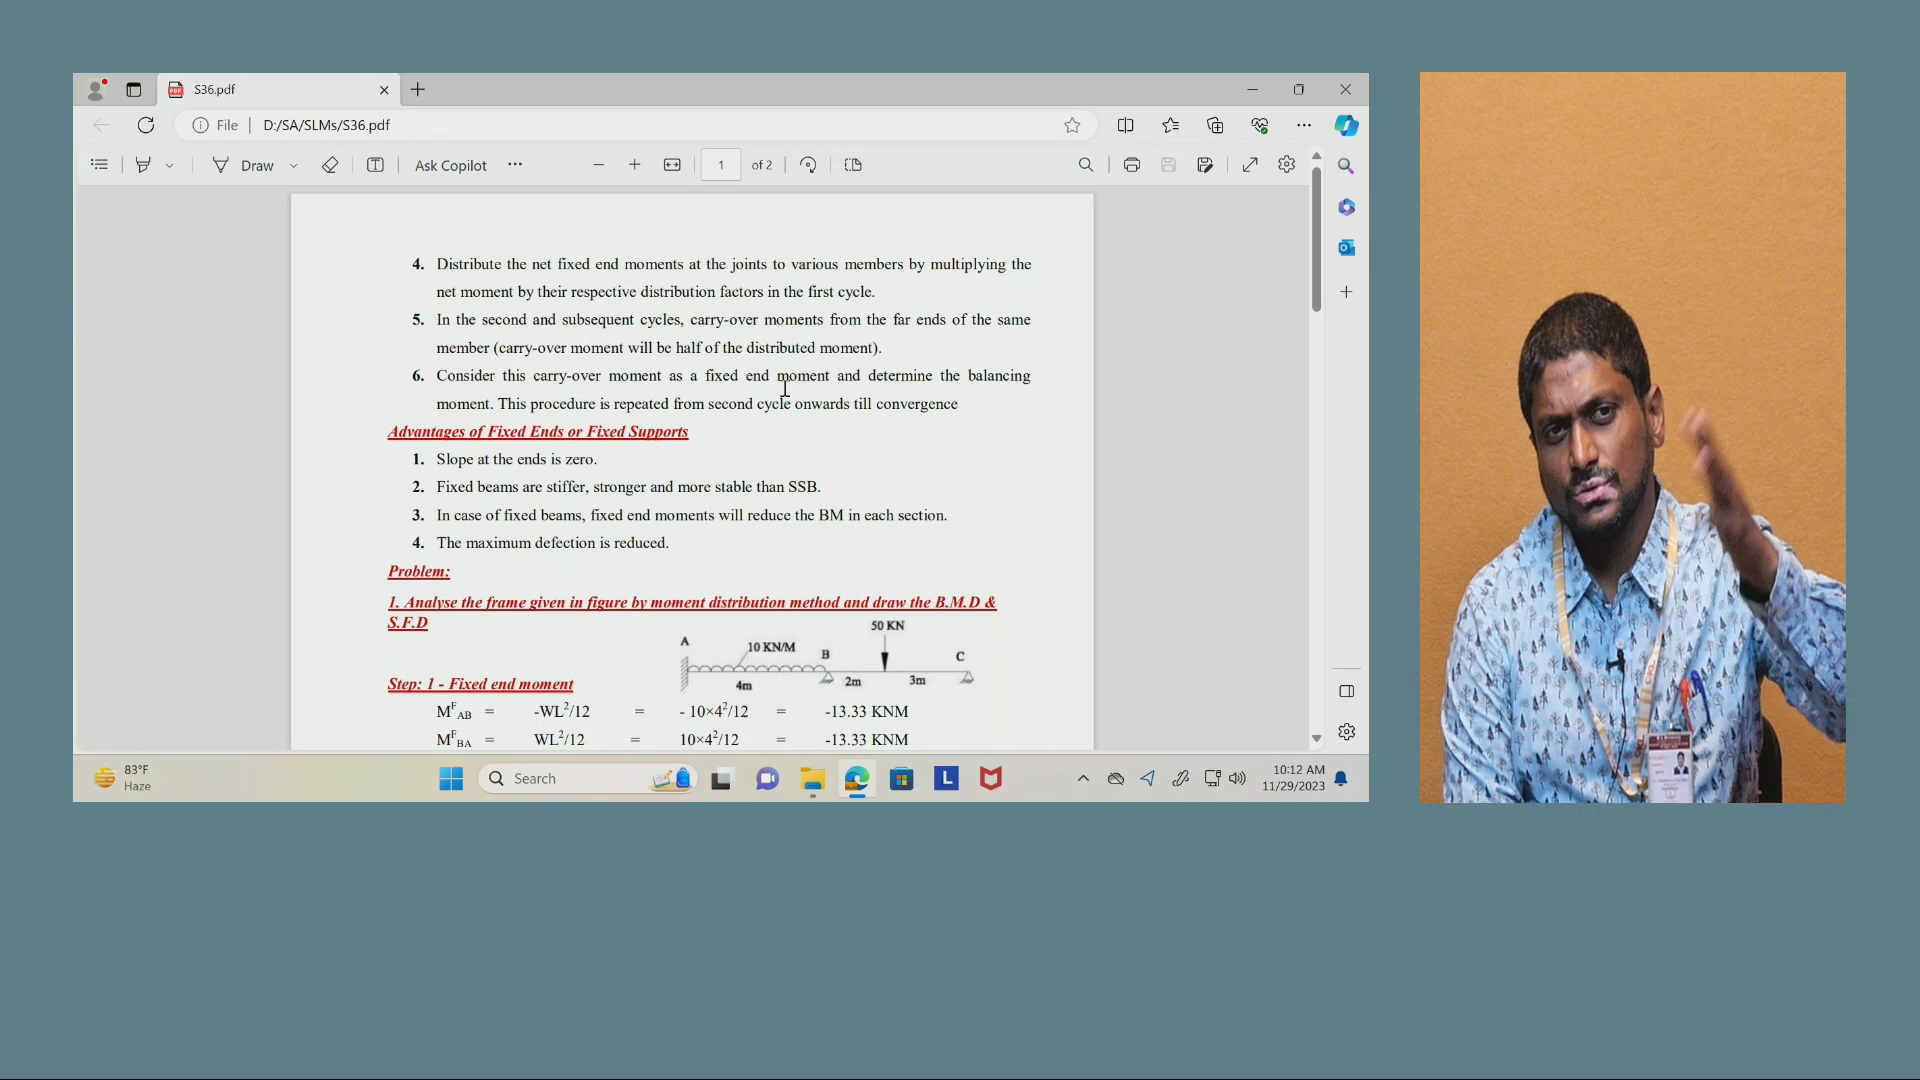 S36.pdf
File
D:/SA/SLMs/S36.pdf
Draw
Ask Copilot
1
of 2
4. Distribute the net fixed end moments at the joints to various members by multiplying the
net moment by their respective distribution factors in the first cycle.
5. In the second and subsequent cycles, carry-over moments from the far ends of the same
member (carry-over moment will be half of the distributed moment).
6. Consider this carry-over moment as a fixed end moment and determine the balancing
moment. This procedure is repeated from second cycle onwards till convergence
Advantages of Fixed Ends or Fixed Supports
1. Slope at the ends is zero.
2. Fixed beams are stiffer, stronger and more stable than SSB.
3. In case of fixed beams, fixed end moments will reduce the BM in each section.
4. The maximum defection is reduced.
Problem:
1. Analyse the frame given in figure by moment distribution method and draw the B.M.D &
S.F.D
50 KN
A
10 KN/M
B
C
4m
2m
3m
Step: 1 - Fixed end moment
M^F_AB = -WL²/12 = - 10×4²/12 = -13.33 KNM
M^F_BA = WL²/12 = 10×4²/12 = -13.33 KNM
83°F
Haze
Search
L
10:12 AM
11/29/2023